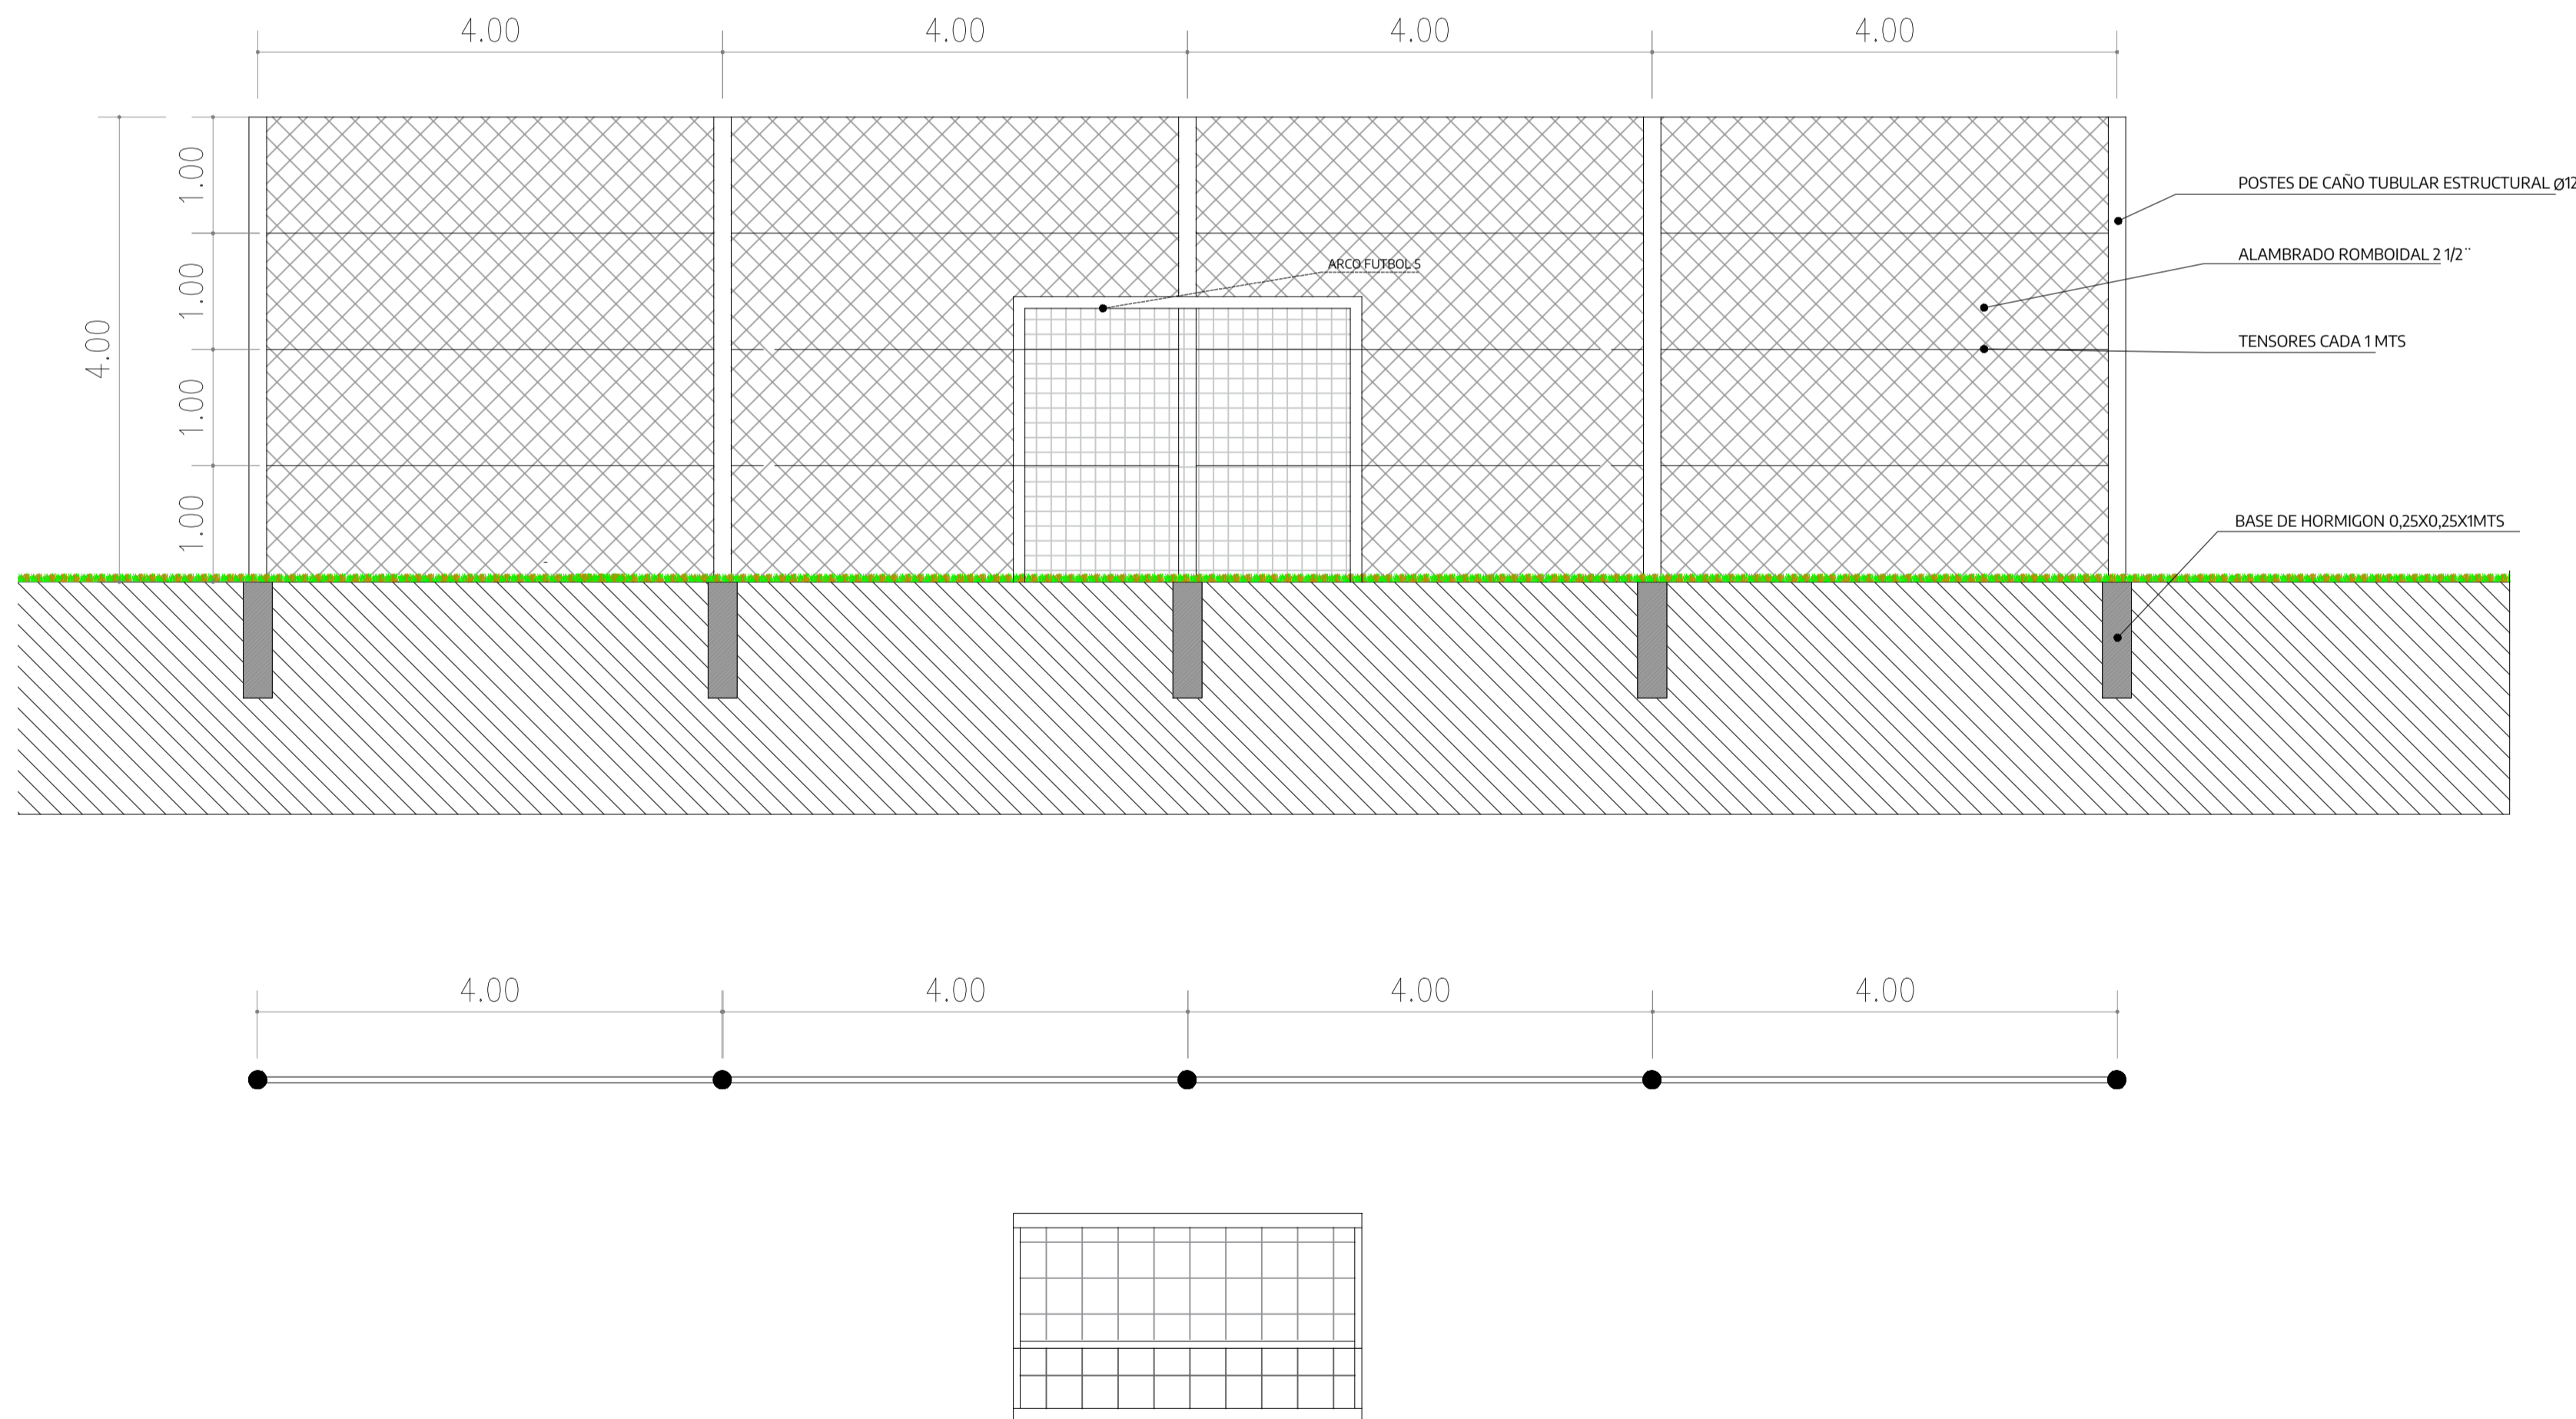 4.00 4.00 4.00 4.00
1.00
POSTES DE CAÑO TUBULAR ESTRUCTURAL Ø12
ALAMBRADO ROMBOIDAL 2 1/2¨
ARCO FUTBOL 5
1.00
4.00
TENSORES CADA 1 MTS
1.00
1.00
BASE DE HORMIGON 0,25X0,25X1MTS
4.00 4.00 4.00 4.00